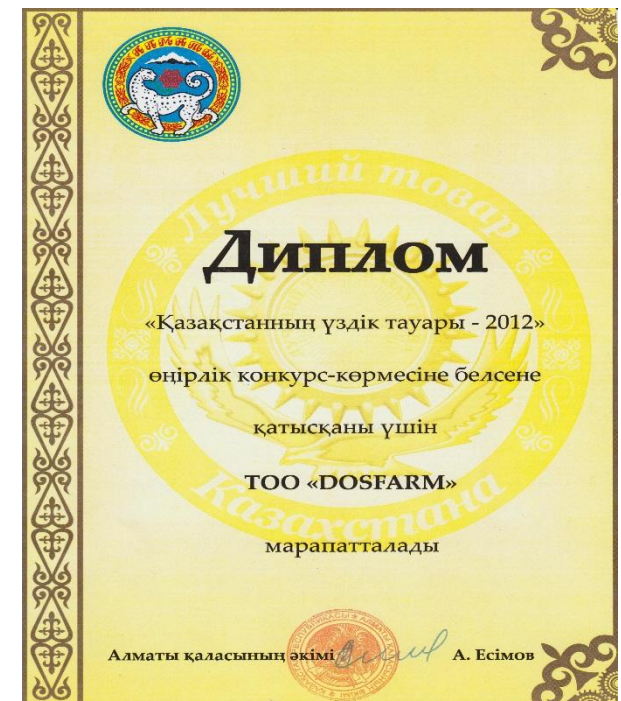 Лучший товар
Диплом
«Қазақстанның үздік тауары - 2012»
өңірлік конкурс-көрмесіне белсене
қатысқаны үшін
ТОО «DOSFARM»
Казахстана
марапатталады
Алматы қаласының әкімі
А. Есімов